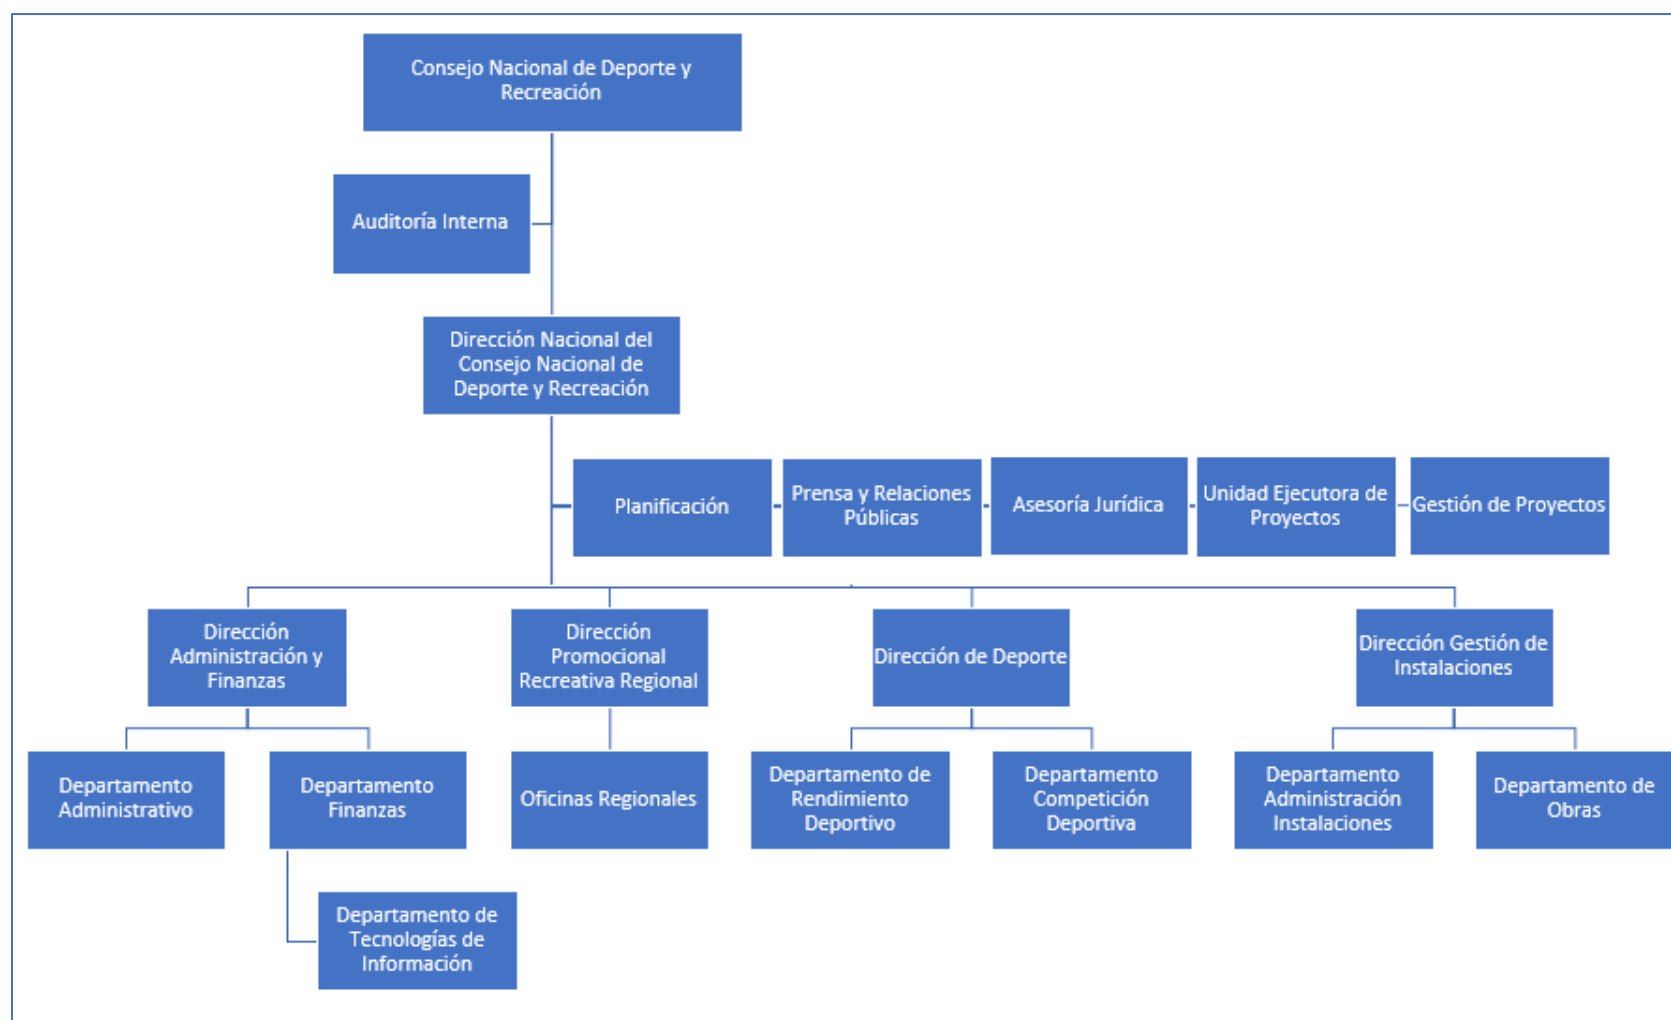 Consejo Nacional de Deporte y
Recreación
Auditoría Interna
Dirección Nacional del
Consejo Nacional de
Deporte y Recreación
Planificación
Prensa y Relaciones
Públicas
Asesoría Jurídica
Unidad Ejecutora de
Proyectos
Gestión de Proyectos
Dirección
Administración y
Finanzas
Dirección
Promocional
Recreativa Regional
Dirección de Deporte
Dirección Gestión de
Instalaciones
Departamento
Administrativo
Departamento
Finanzas
Oficinas Regionales
Departamento de
Rendimiento
Deportivo
Departamento
Competición
Deportiva
Departamento
Administración
Instalaciones
Departamento de
Obras
Departamento de
Tecnologías de
Información